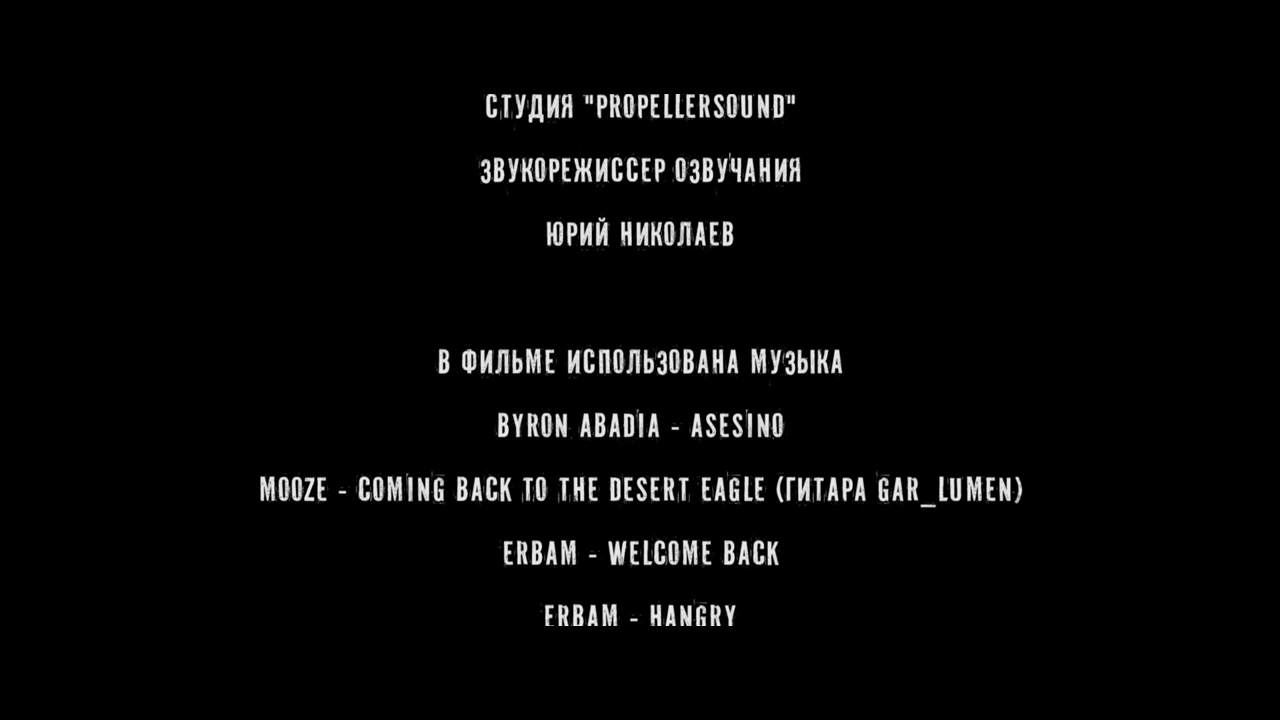 СТУДИЯ "PROPELLERSOUND"
ЗВУКОРЕЖИССЕР ОЗВУЧАНИЯ
ЮРИЙ НИКОЛАЕВ
В ФИЛЬМЕ ИСПОЛЬЗОВАНА МУЗЫКА
BYRON ABADIA - ASESINO
MOOZE - COMING BACK TO THE DESERT EAGLE (ГИТАРА GAR_LUMEN)
ERBAM - WELCOME BACK
ERBAM - HANGRY